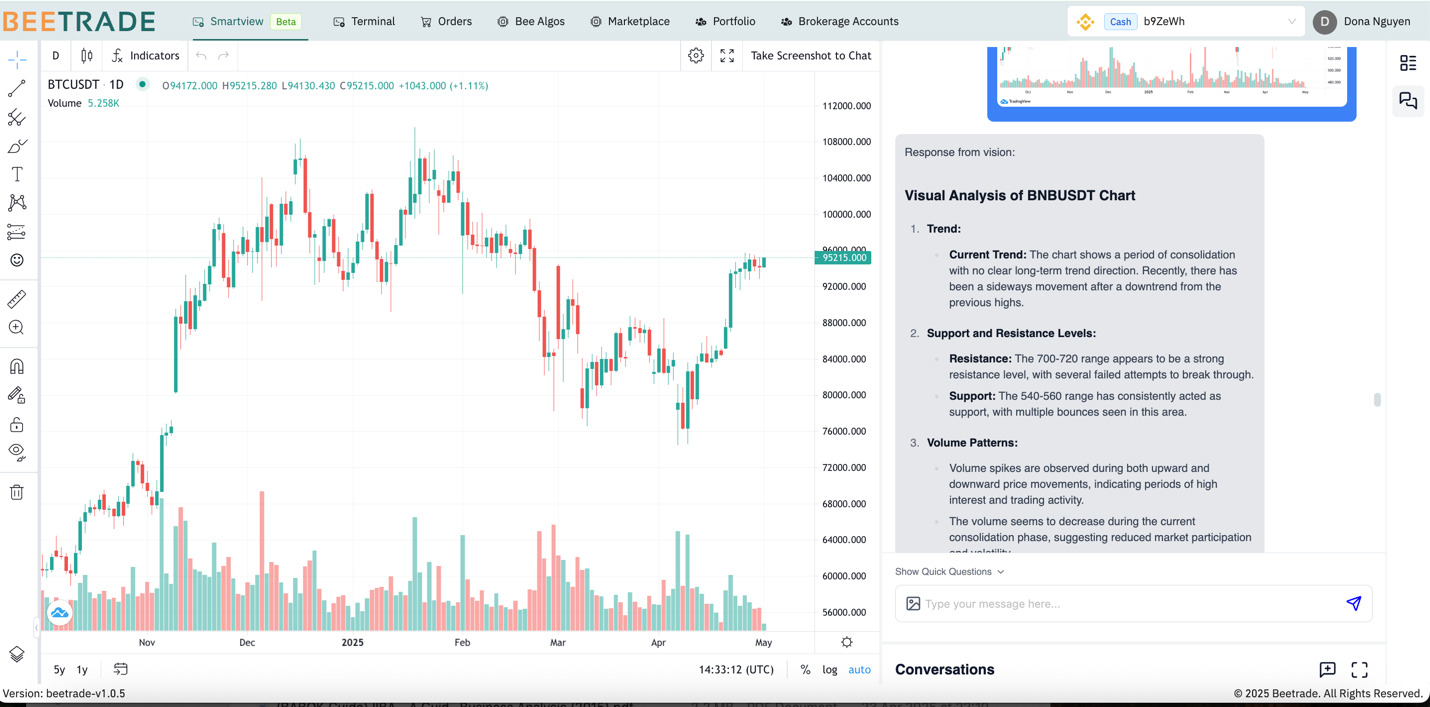 BEETRADE
Smartview Beta
Terminal
Orders
Bee Algos
Marketplace
Portfolio
Brokerage Accounts
Cash b9ZeWh
D Dona Nguyen
D
Indicators
Take Screenshot to Chat
BTCUSDT · 1D
O94172.000 H95215.280 L94130.430 C95215.000 +1043.000 (+1.11%)
Volume 5.258K
112000.000
108000.000
104000.000
100000.000
96000.000
95215.000
92000.000
88000.000
84000.000
80000.000
76000.000
72000.000
68000.000
64000.000
60000.000
56000.000
Nov Dec 2025 Feb Mar Apr May
5y 1y
14:33:12 (UTC) % log auto
TradingView
Response from vision:
Visual Analysis of BNBUSDT Chart
1. Trend:
Current Trend: The chart shows a period of consolidation
with no clear long-term trend direction. Recently, there has
been a sideways movement after a downtrend from the
previous highs.
2. Support and Resistance Levels:
Resistance: The 700-720 range appears to be a strong
resistance level, with several failed attempts to break through.
Support: The 540-560 range has consistently acted as
support, with multiple bounces seen in this area.
3. Volume Patterns:
Volume spikes are observed during both upward and
downward price movements, indicating periods of high
interest and trading activity.
The volume seems to decrease during the current
consolidation phase, suggesting reduced market participation
and volatility.
Show Quick Questions
Type your message here...
Conversations
Version: beetrade-v1.0.5
© 2025 Beetrade. All Rights Reserved.